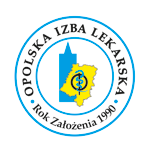 OPOLSKA IZBA LEKARSKA
Rok Założenia 1990